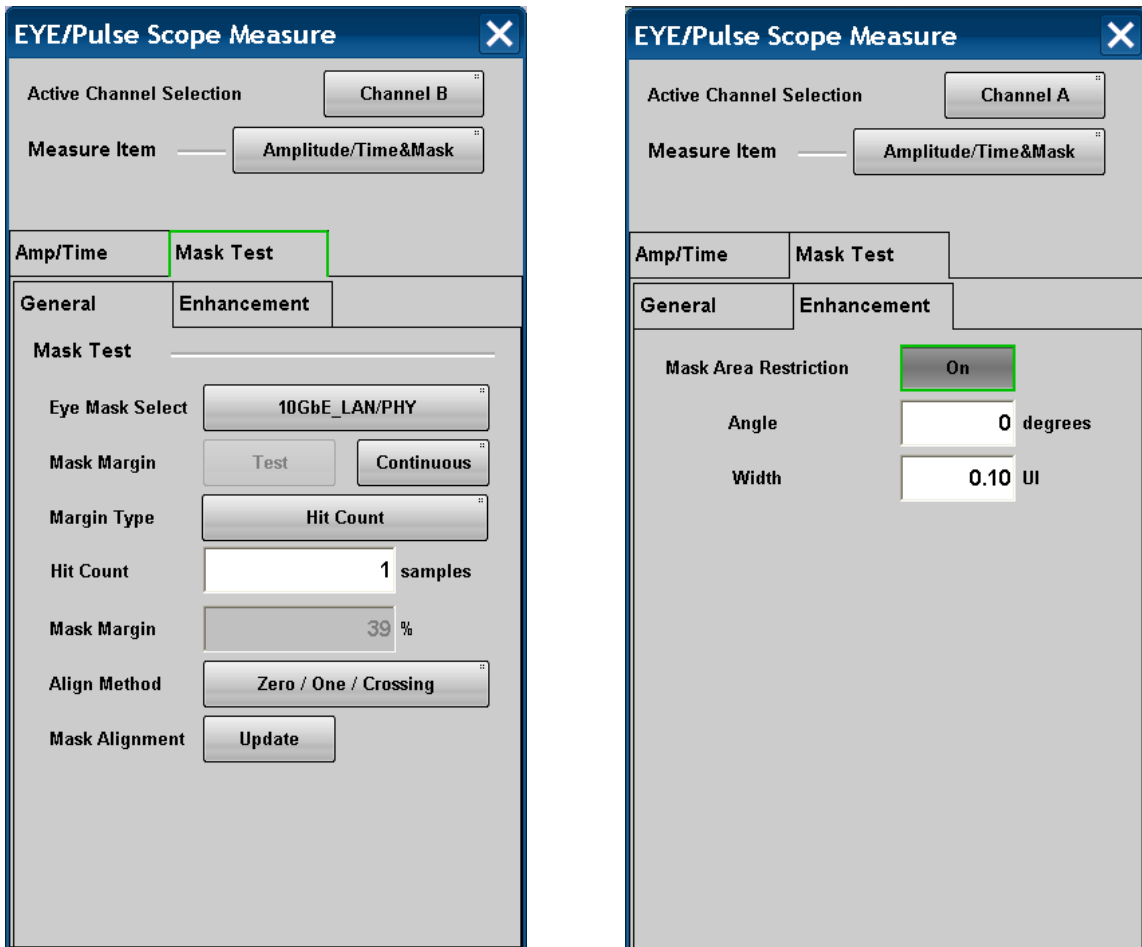 EYE/Pulse Scope Measure
Active Channel Selection Channel B
Measure Item Amplitude/Time&Mask
Amp/Time Mask Test
General Enhancement
Mask Test
Eye Mask Select 10GbE_LAN/PHY
Mask Margin Test Continuous
Margin Type Hit Count
Hit Count 1 samples
Mask Margin 39 %
Align Method Zero / One / Crossing
Mask Alignment Update
EYE/Pulse Scope Measure
Active Channel Selection Channel A
Measure Item Amplitude/Time&Mask
Amp/Time Mask Test
General Enhancement
Mask Area Restriction On
Angle 0 degrees
Width 0.10 UI